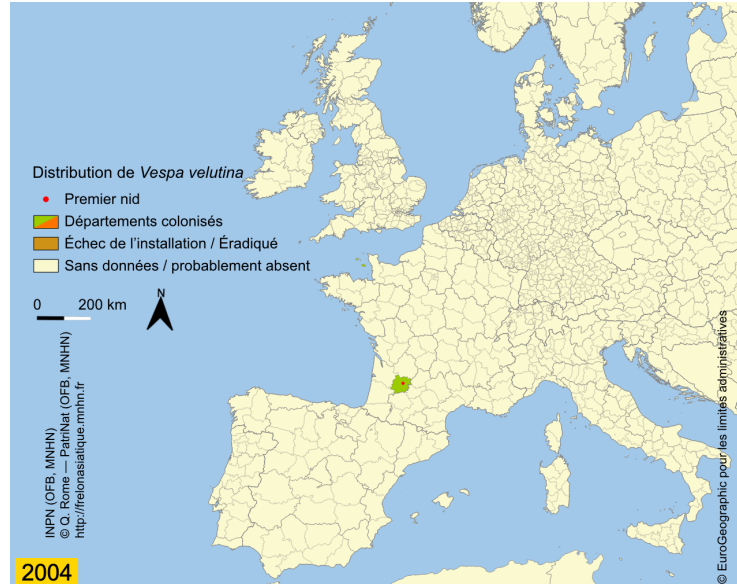 Distribution de Vespa velutina
Premier nid
Départements colonisés
Échec de l'installation / Éradiqué
Sans données / probablement absent
0 200 km
N
INPN (OFB, MNHN)
© Q. Rome — PatriNat (OFB, MNHN)
http://frelonasiatique.mnhn.fr
© EuroGeographic pour les limites administratives
2004